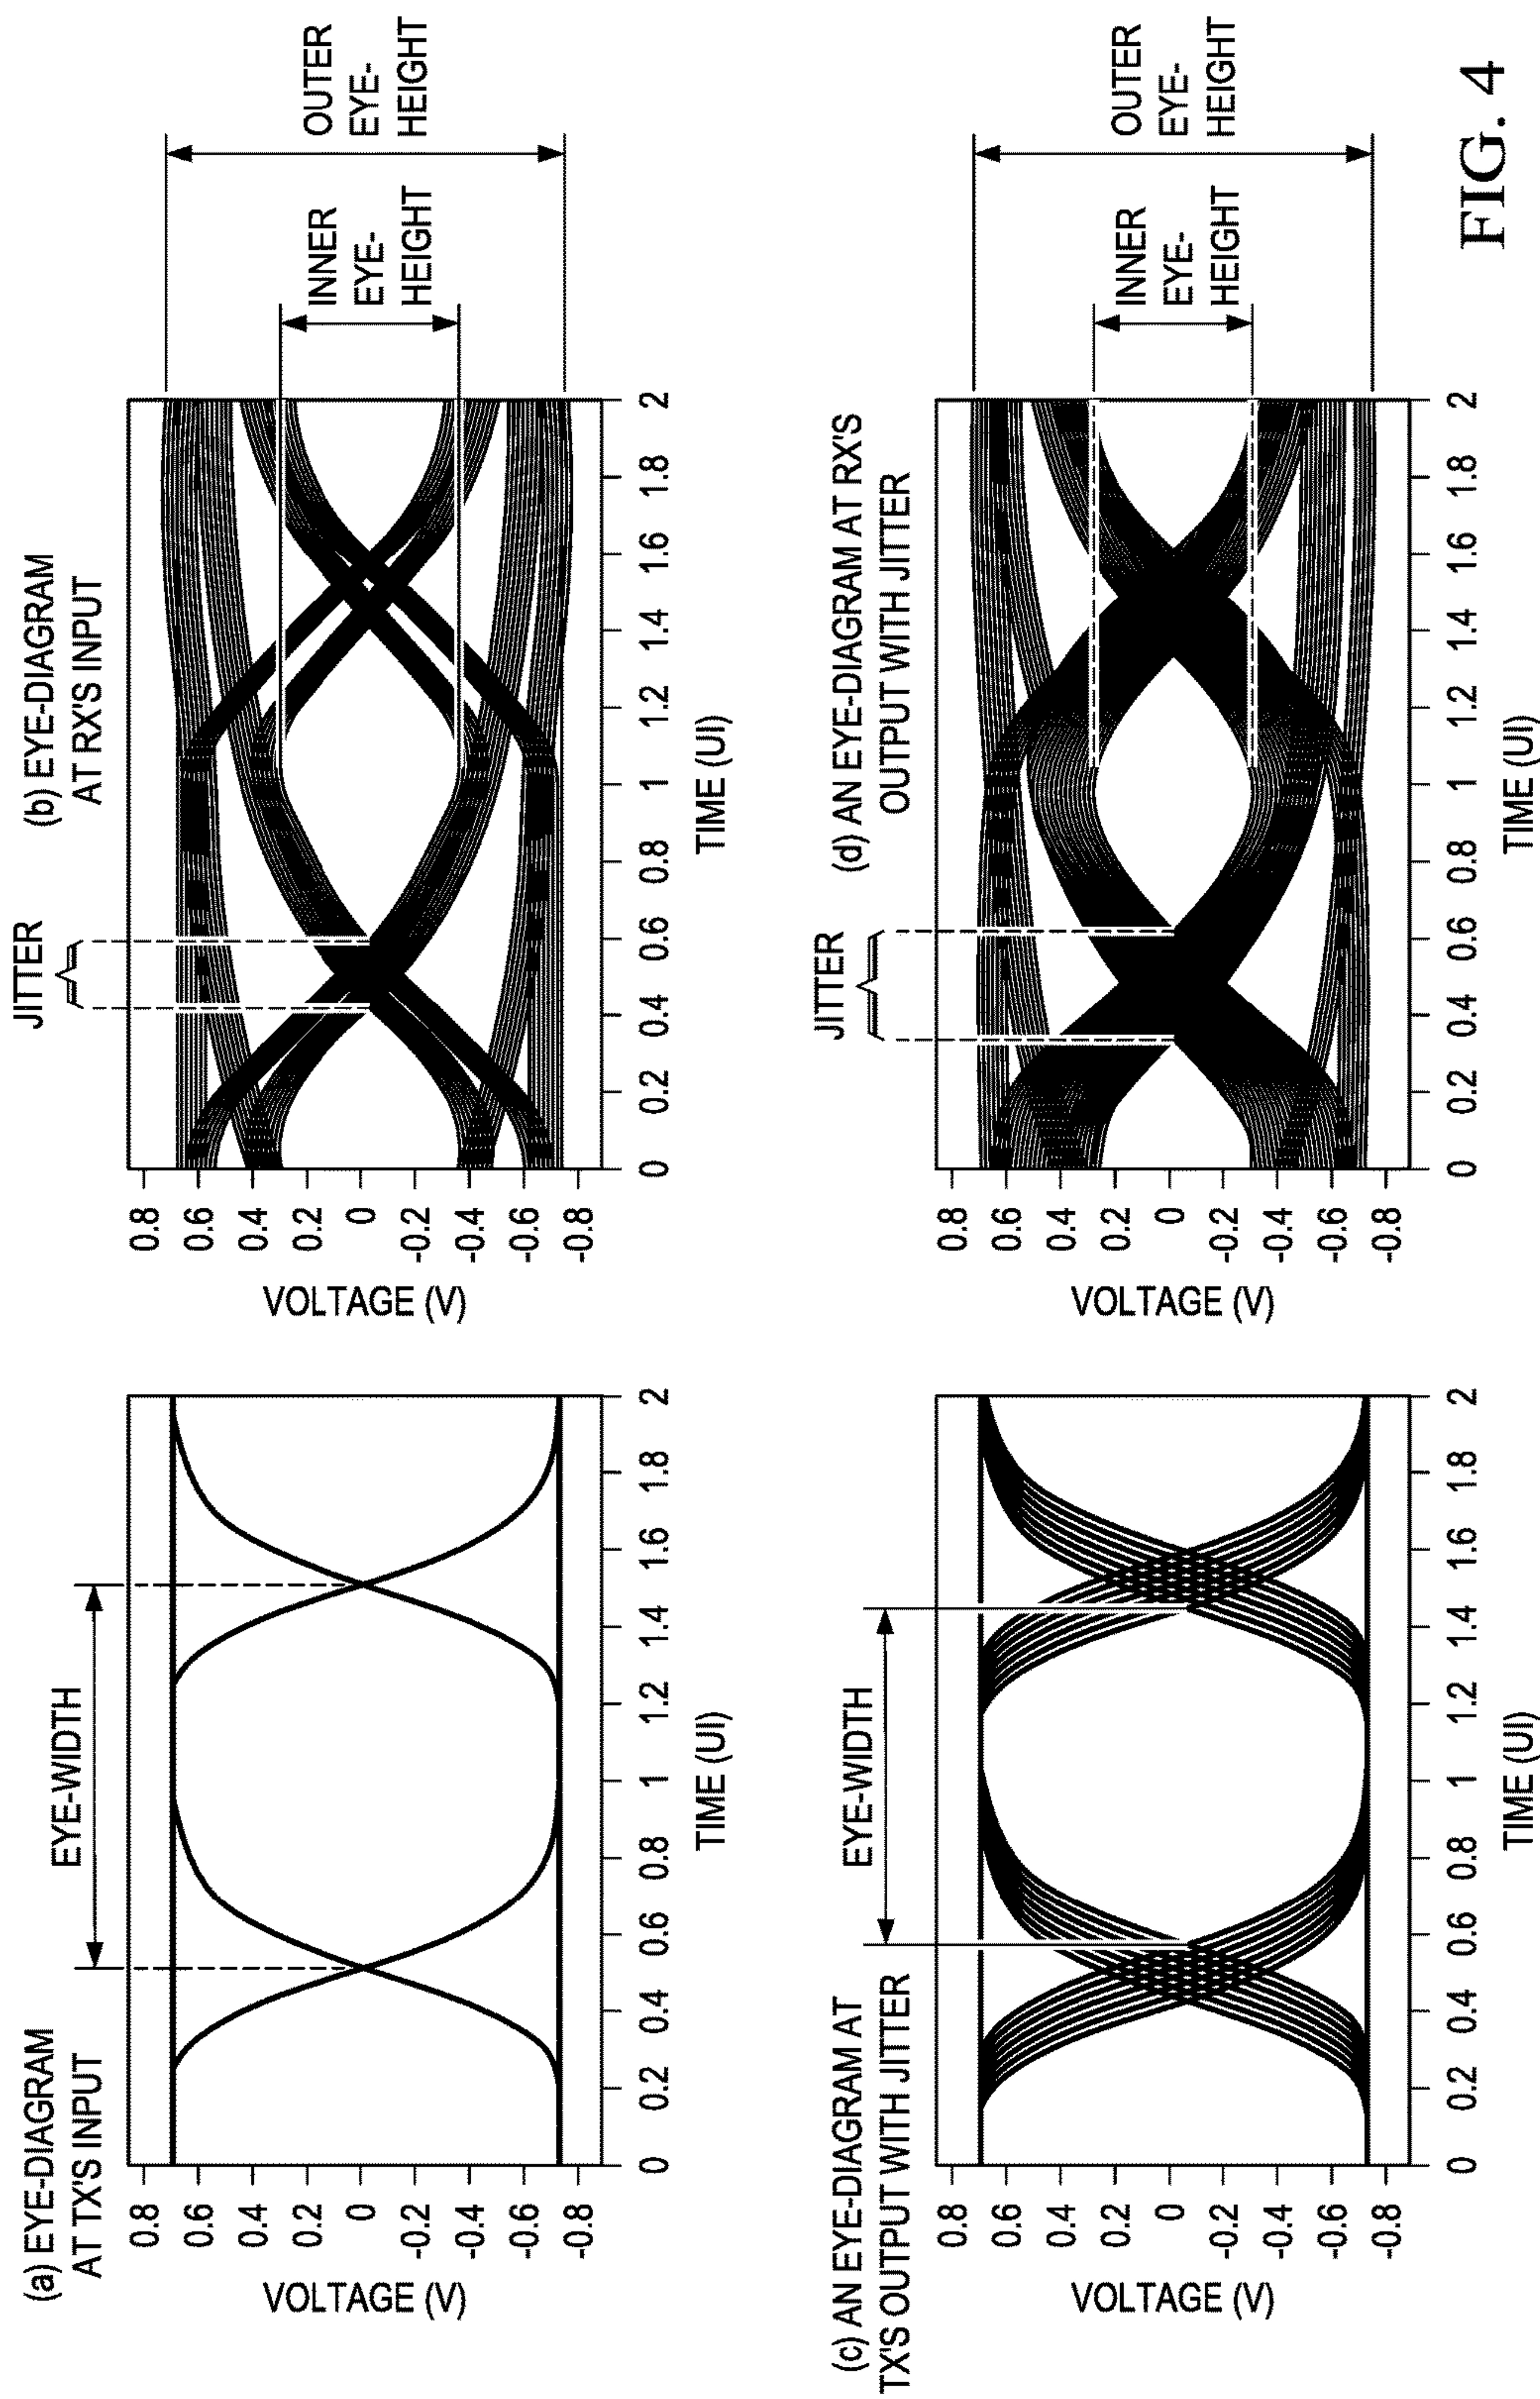 (a) EYE-DIAGRAM
AT TX'S INPUT
EYE-WIDTH
VOLTAGE (V)
0.8
0.6
0.4
0.2
0
-0.2
-0.4
-0.6
-0.8
0
0.2
0.4
0.6
0.8
1
1.2
1.4
1.6
1.8
2
TIME (UI)
(b) EYE-DIAGRAM
AT RX'S INPUT
JITTER
VOLTAGE (V)
0.8
0.6
0.4
0.2
0
-0.2
-0.4
-0.6
-0.8
0
0.2
0.4
0.6
0.8
1
1.2
1.4
1.6
1.8
2
TIME (UI)
INNER
EYE-
HEIGHT
OUTER
EYE-
HEIGHT
(c) AN EYE-DIAGRAM AT
TX'S OUTPUT WITH JITTER
EYE-WIDTH
VOLTAGE (V)
0.8
0.6
0.4
0.2
0
-0.2
-0.4
-0.6
-0.8
0
0.2
0.4
0.6
0.8
1
1.2
1.4
1.6
1.8
2
TIME (UI)
(d) AN EYE-DIAGRAM AT RX'S
OUTPUT WITH JITTER
JITTER
VOLTAGE (V)
0.8
0.6
0.4
0.2
0
-0.2
-0.4
-0.6
-0.8
0
0.2
0.4
0.6
0.8
1
1.2
1.4
1.6
1.8
2
TIME (UI)
INNER
EYE-
HEIGHT
OUTER
EYE-
HEIGHT
FIG. 4